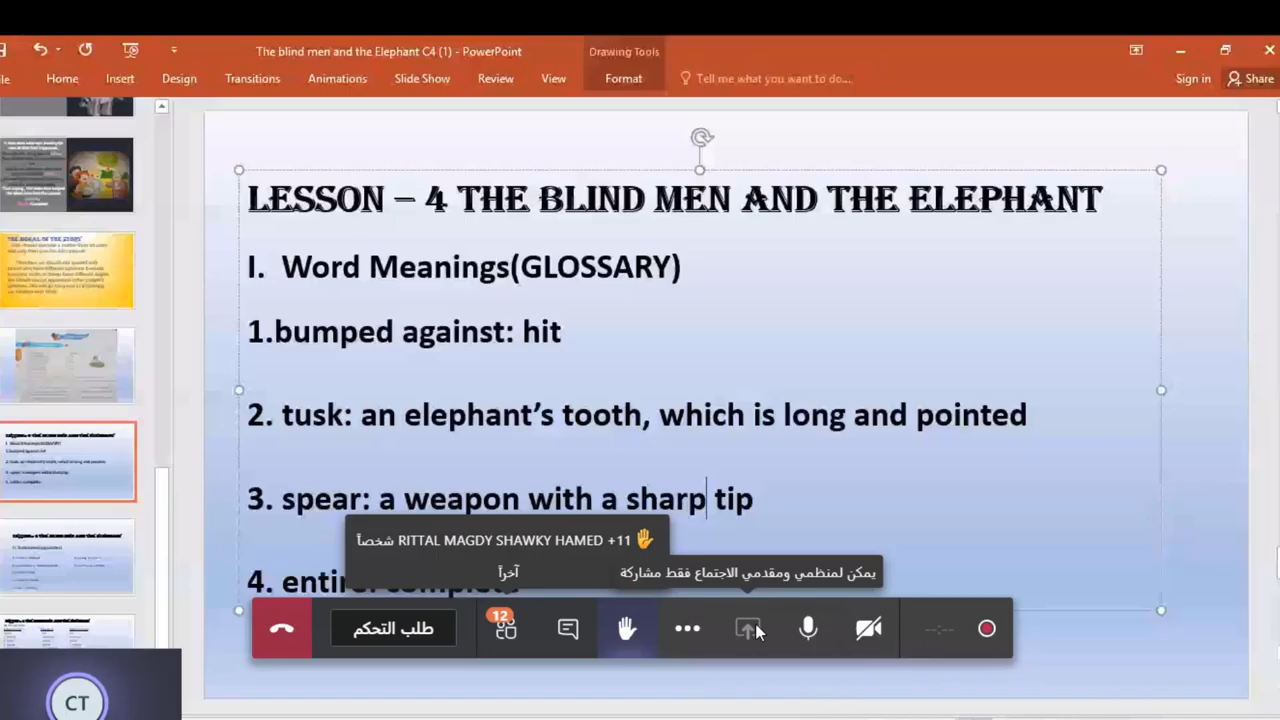 The blind men and the Elephant C4 (1) - PowerPoint
Drawing Tools
Home
Insert
Design
Transitions
Animations
Slide Show
Review
View
Format
Tell me what you want to do...
Sign in
Share
LESSON – 4 THE BLIND MEN AND THE ELEPHANT
I. Word Meanings(GLOSSARY)
1.bumped against: hit
2. tusk: an elephant’s tooth, which is long and pointed
3. spear: a weapon with a sharp tip
RITTAL MAGDY SHAWKY HAMED +11 شخصاً
آخراً
يمكن لمنظمي ومقدمي الاجتماع فقط مشاركة
4. entire: complete
طلب التحكم
12
CT